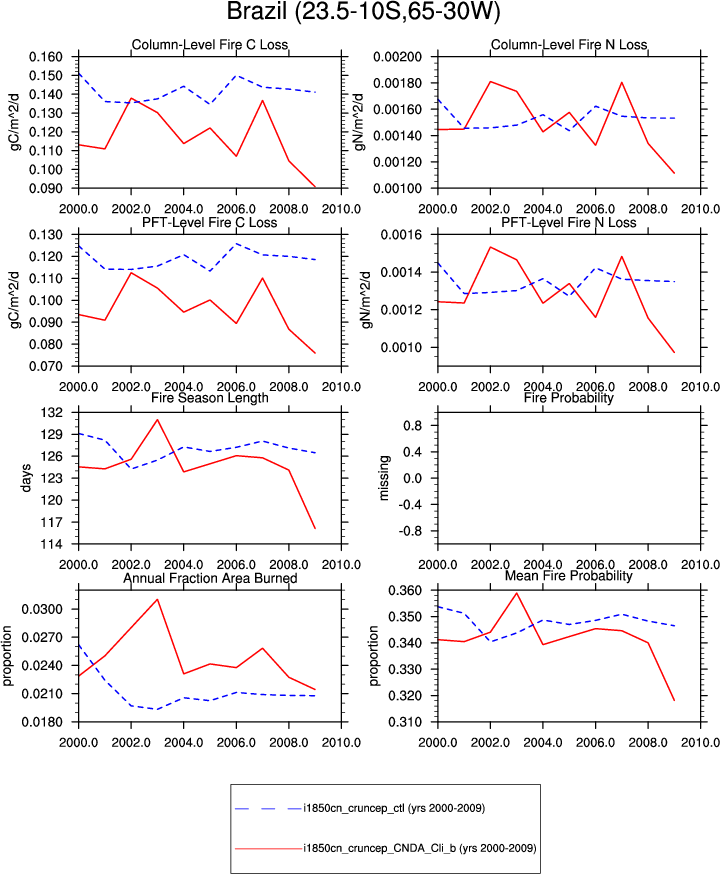 Brazil (23.5-10S,65-30W)
Column-Level Fire C Loss
gC/m^2/d
0.160
0.150
0.140
0.130
0.120
0.110
0.100
0.090
2000.0 2002.0 2004.0 2006.0 2008.0 2010.0
Column-Level Fire N Loss
gN/m^2/d
0.00200
0.00180
0.00160
0.00140
0.00120
0.00100
2000.0 2002.0 2004.0 2006.0 2008.0 2010.0
PFT-Level Fire C Loss
gC/m^2/d
0.130
0.120
0.110
0.100
0.090
0.080
0.070
2000.0 2002.0 2004.0 2006.0 2008.0 2010.0
PFT-Level Fire N Loss
gN/m^2/d
0.0016
0.0014
0.0012
0.0010
2000.0 2002.0 2004.0 2006.0 2008.0 2010.0
Fire Season Length
days
132
129
126
123
120
117
114
2000.0 2002.0 2004.0 2006.0 2008.0 2010.0
Fire Probability
missing
0.8
0.4
0.0
-0.4
-0.8
2000.0 2002.0 2004.0 2006.0 2008.0 2010.0
Annual Fraction Area Burned
proportion
0.0300
0.0270
0.0240
0.0210
0.0180
2000.0 2002.0 2004.0 2006.0 2008.0 2010.0
Mean Fire Probability
proportion
0.360
0.350
0.340
0.330
0.320
0.310
2000.0 2002.0 2004.0 2006.0 2008.0 2010.0
i1850cn_cruncep_ctl (yrs 2000-2009)
i1850cn_cruncep_CNDA_Cli_b (yrs 2000-2009)